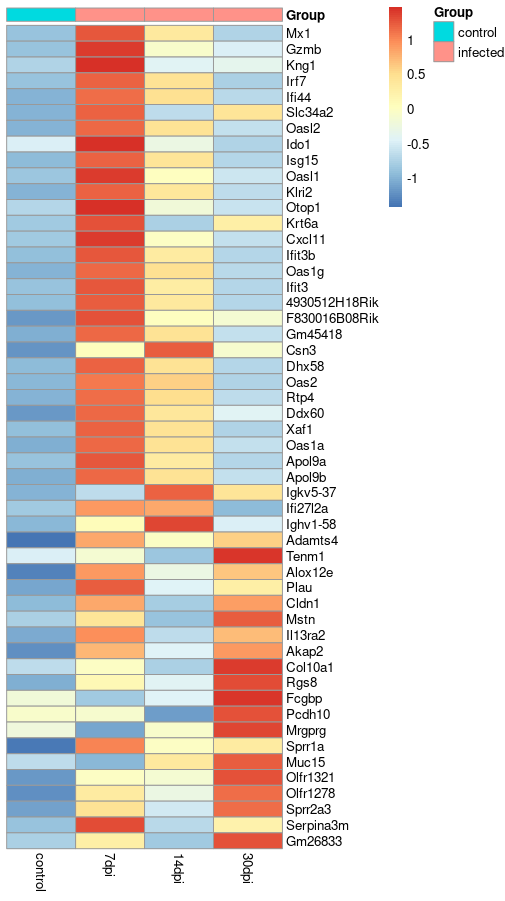 Group
Mx1
Gzmb
Kng1
Irf7
Ifi44
Slc34a2
Oasl2
Ido1
Isg15
Oasl1
Klri2
Otop1
Krt6a
Cxcl11
Ifit3b
Oas1g
Ifit3
4930512H18Rik
F830016B08Rik
Gm45418
Csn3
Dhx58
Oas2
Rtp4
Ddx60
Xaf1
Oas1a
Apol9a
Apol9b
Igkv5-37
Ifi27l2a
Ighv1-58
Adamts4
Tenm1
Alox12e
Plau
Cldn1
Mstn
Il13ra2
Akap2
Col10a1
Rgs8
Fcgbp
Pcdh10
Mrgprg
Sprr1a
Muc15
Olfr1321
Olfr1278
Sprr2a3
Serpina3m
Gm26833
control
7dpi
14dpi
30dpi
1
0.5
0
-0.5
-1
Group
control
infected